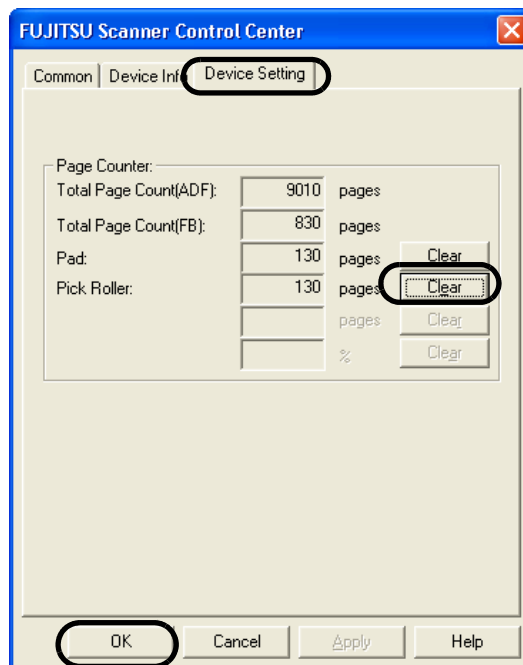 FUJITSU Scanner Control Center
Common Device Info Device Setting
Page Counter:
Total Page Count(ADF): 9010 pages
Total Page Count(FB): 830 pages
Pad: 130 pages Clear
Pick Roller: 130 pages Clear
pages Clear
% Clear
OK Cancel Apply Help